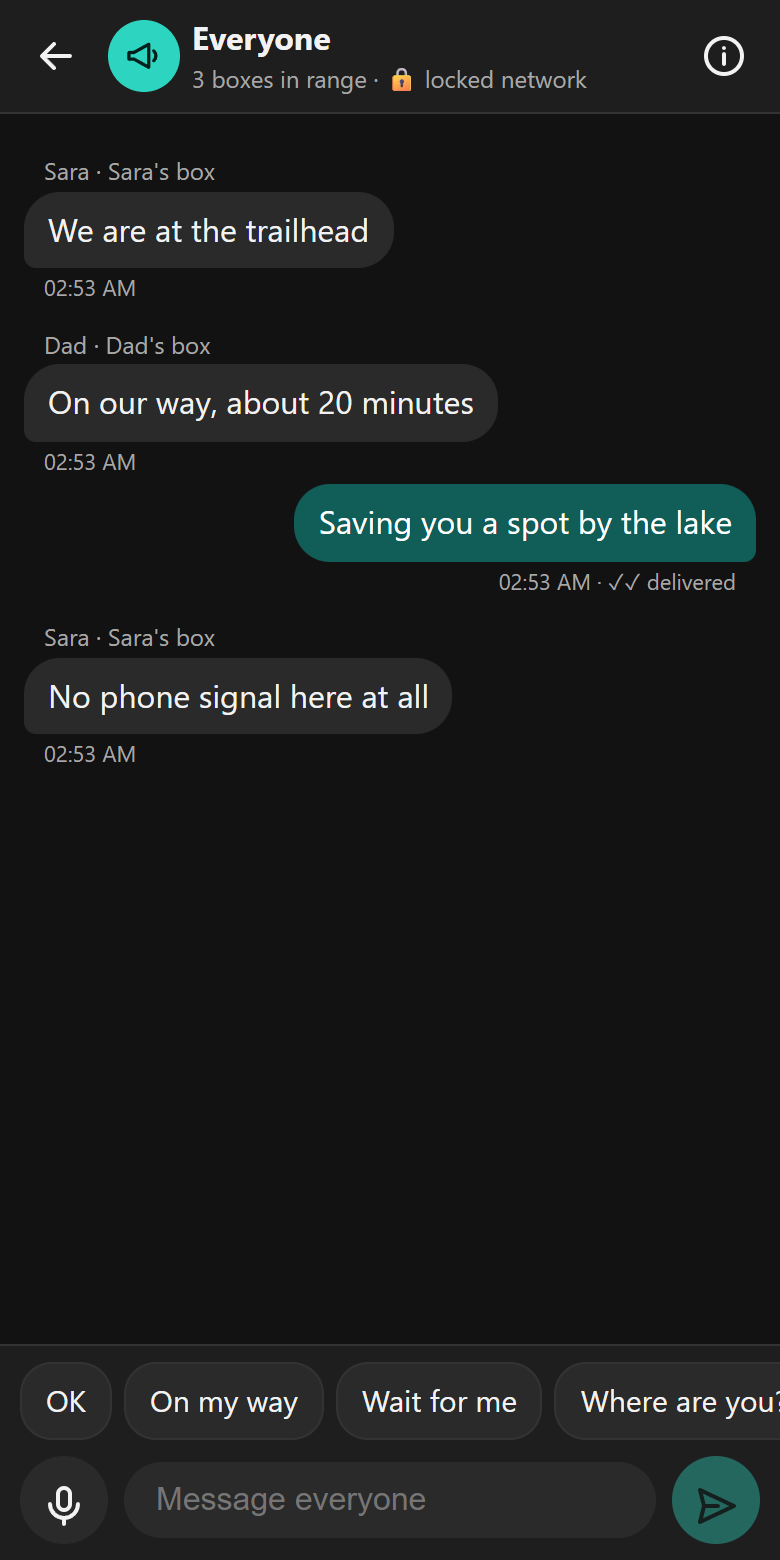 Everyone
3 boxes in range · 🔒 locked network
Sara · Sara's box
We are at the trailhead
02:53 AM
Dad · Dad's box
On our way, about 20 minutes
02:53 AM
Saving you a spot by the lake
02:53 AM · ✓✓ delivered
Sara · Sara's box
No phone signal here at all
02:53 AM
OK
On my way
Wait for me
Where are you?
Message everyone